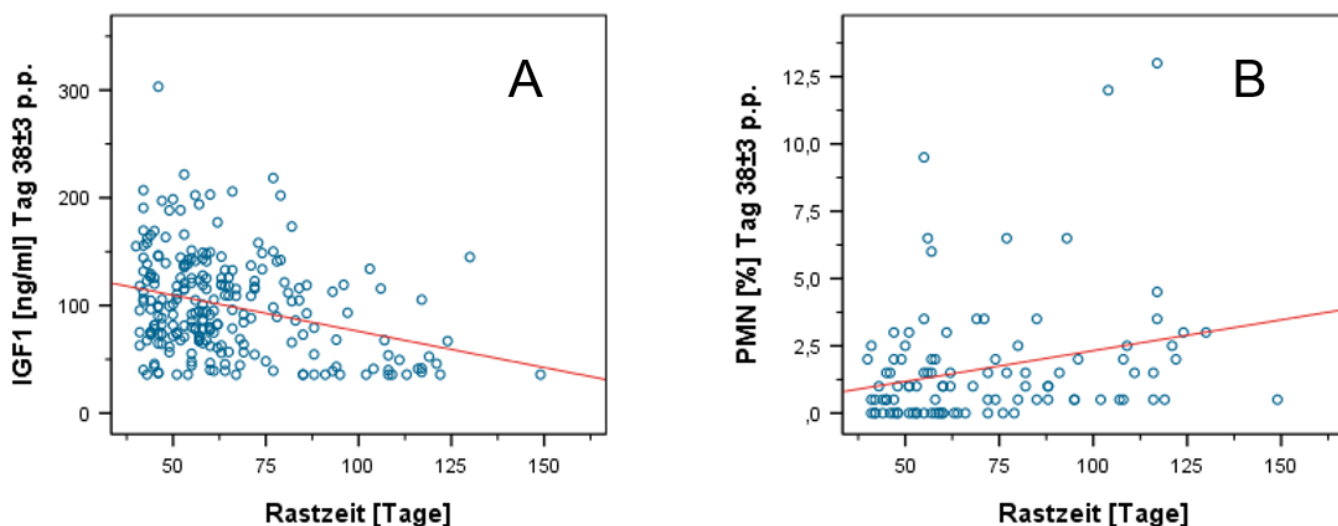 A
IGF1 [ng/ml] Tag 38±3 p.p.
300
200
100
0
50 75 100 125 150
Rastzeit [Tage]
B
PMN [%] Tag 38±3 p.p.
12,5
10,0
7,5
5,0
2,5
,0
50 75 100 125 150
Rastzeit [Tage]